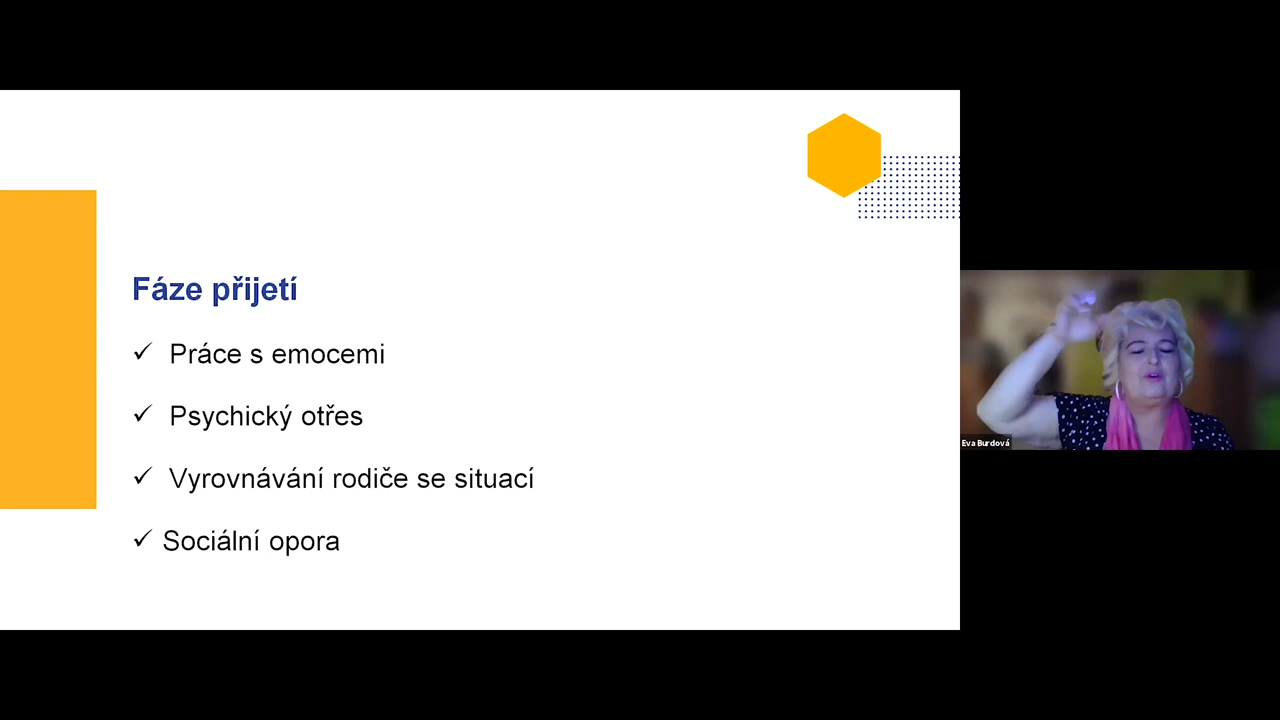 Fáze přijetí
✓ Práce s emocemi
✓ Psychický otřes
✓ Vyrovnávání rodiče se situací
✓ Sociální opora
Eva Burdová